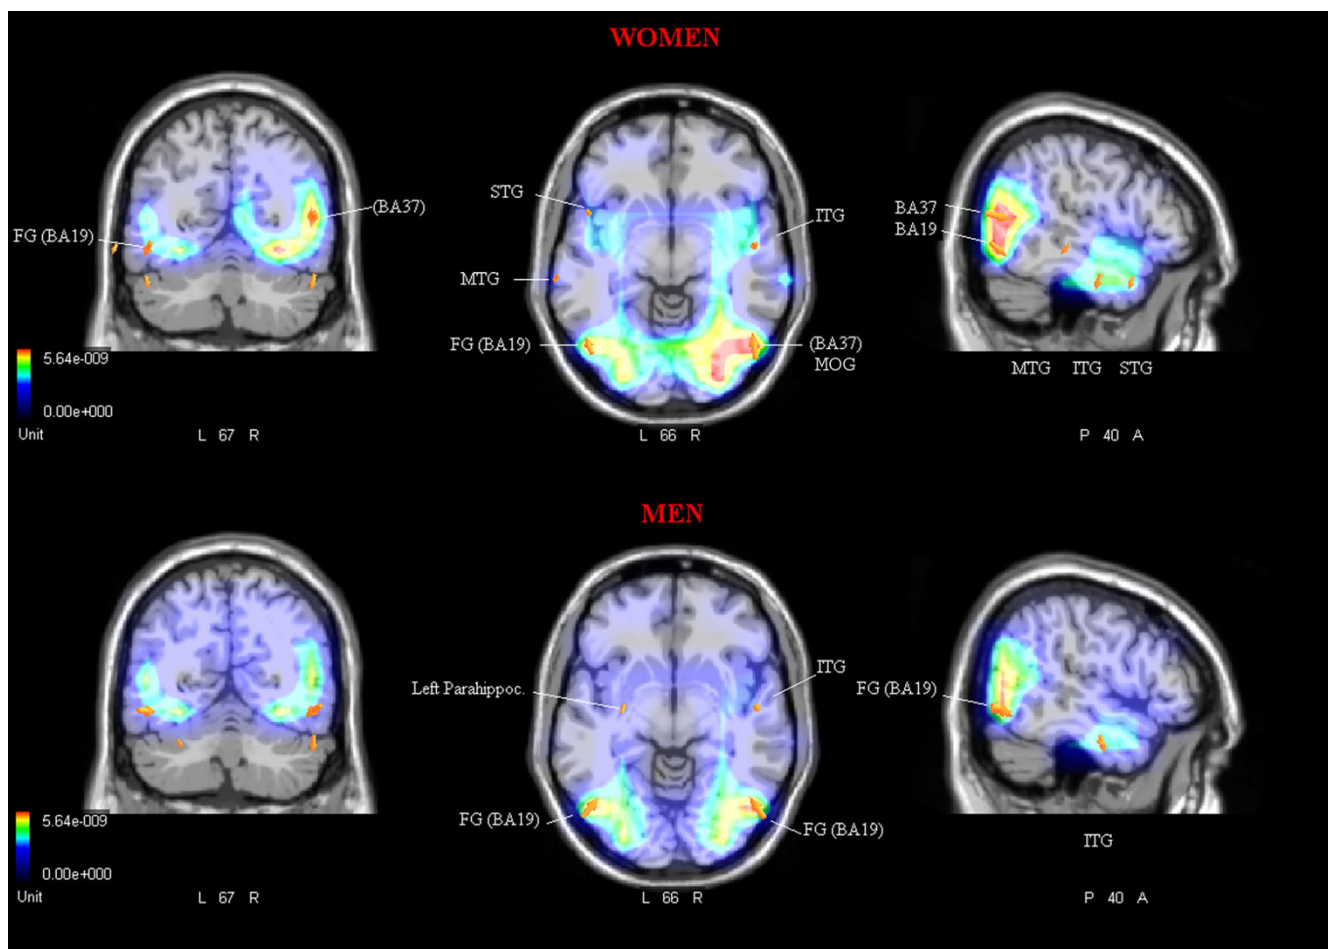 WOMEN
STG
ITG
(BA37)
FG (BA19)
MTG
FG (BA19)
(BA37)
MOG
BA37
BA19
MTG ITG STG
5.64e-009
0.00e+000
Unit
L 67 R
L 66 R
P 40 A
MEN
Left Parahippoc.
ITG
FG (BA19)
FG (BA19)
FG (BA19)
ITG
5.64e-009
0.00e+000
Unit
L 67 R
L 66 R
P 40 A